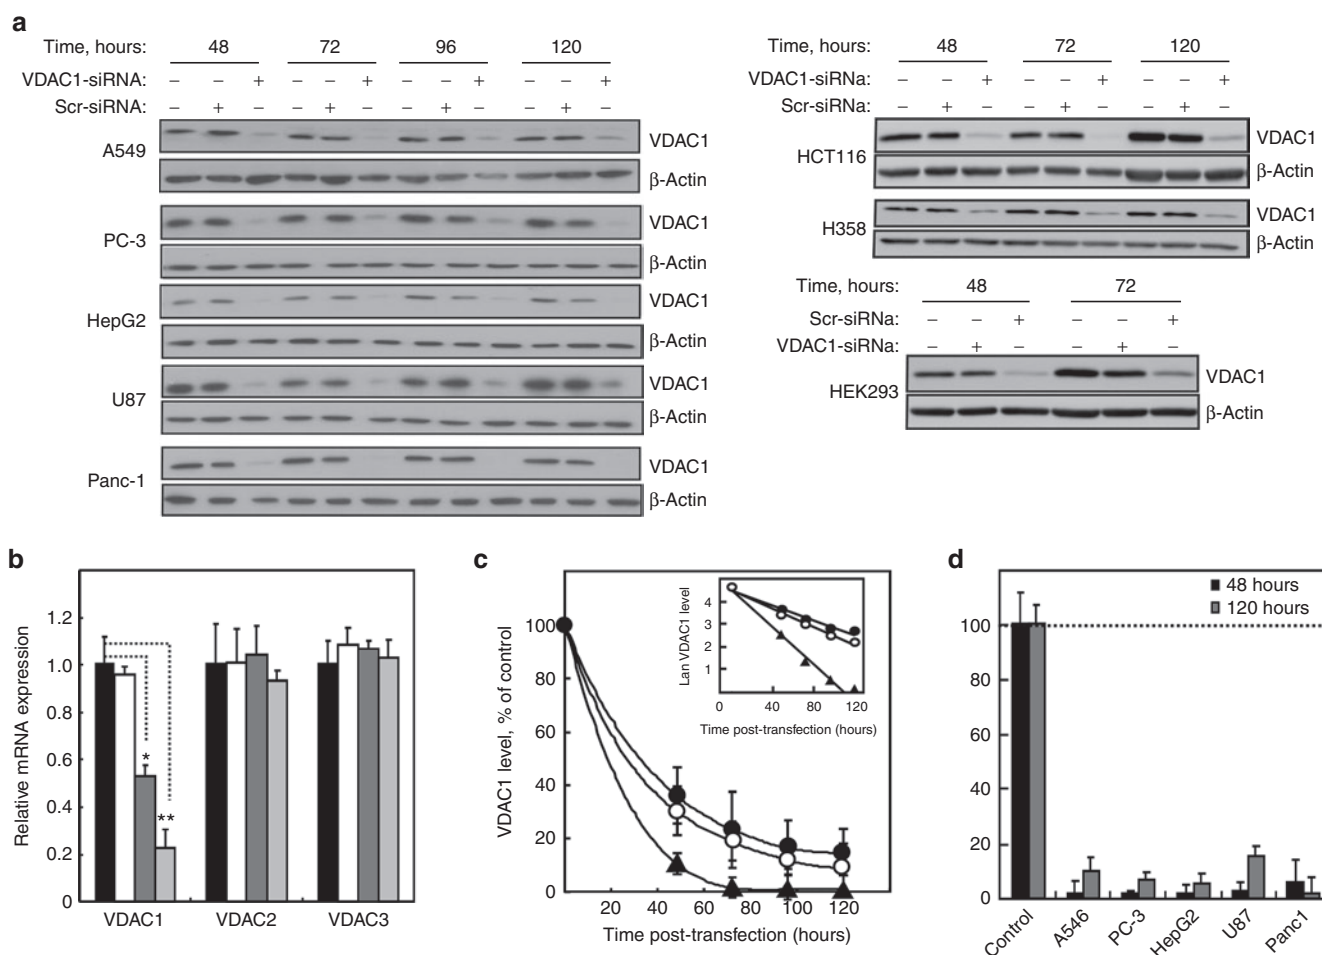 a
Time, hours: 48 72 96 120
VDAC1-siRNA: – – + – – + – – + – – +
Scr-siRNA: – + – – + – – + – – + –
A549 VDAC1
β-Actin
PC-3 VDAC1
β-Actin
HepG2 VDAC1
β-Actin
U87 VDAC1
β-Actin
Panc-1 VDAC1
β-Actin
Time, hours: 48 72 120
VDAC1-siRNa: – – + – – + – – +
Scr-siRNa: – + – – + – – + –
HCT116 VDAC1
β-Actin
H358 VDAC1
β-Actin
Time, hours: 48 72
Scr-siRNa: – – + – – +
VDAC1-siRNa: – + – – + –
HEK293 VDAC1
β-Actin
b
Relative mRNA expression
1.2
1.0
0.8
0.6
0.4
0.2
0
*
**
VDAC1 VDAC2 VDAC3
c
VDAC1 level, % of control
100
80
60
40
20
0
20 40 60 80 100 120
Time post-transfection (hours)
Lan VDAC1 level
4
3
2
1
0 40 80 120
Time post-transfection (hours)
d
48 hours
120 hours
100
80
60
40
20
0
Control A546 PC-3 HepG2 U87 Panc1